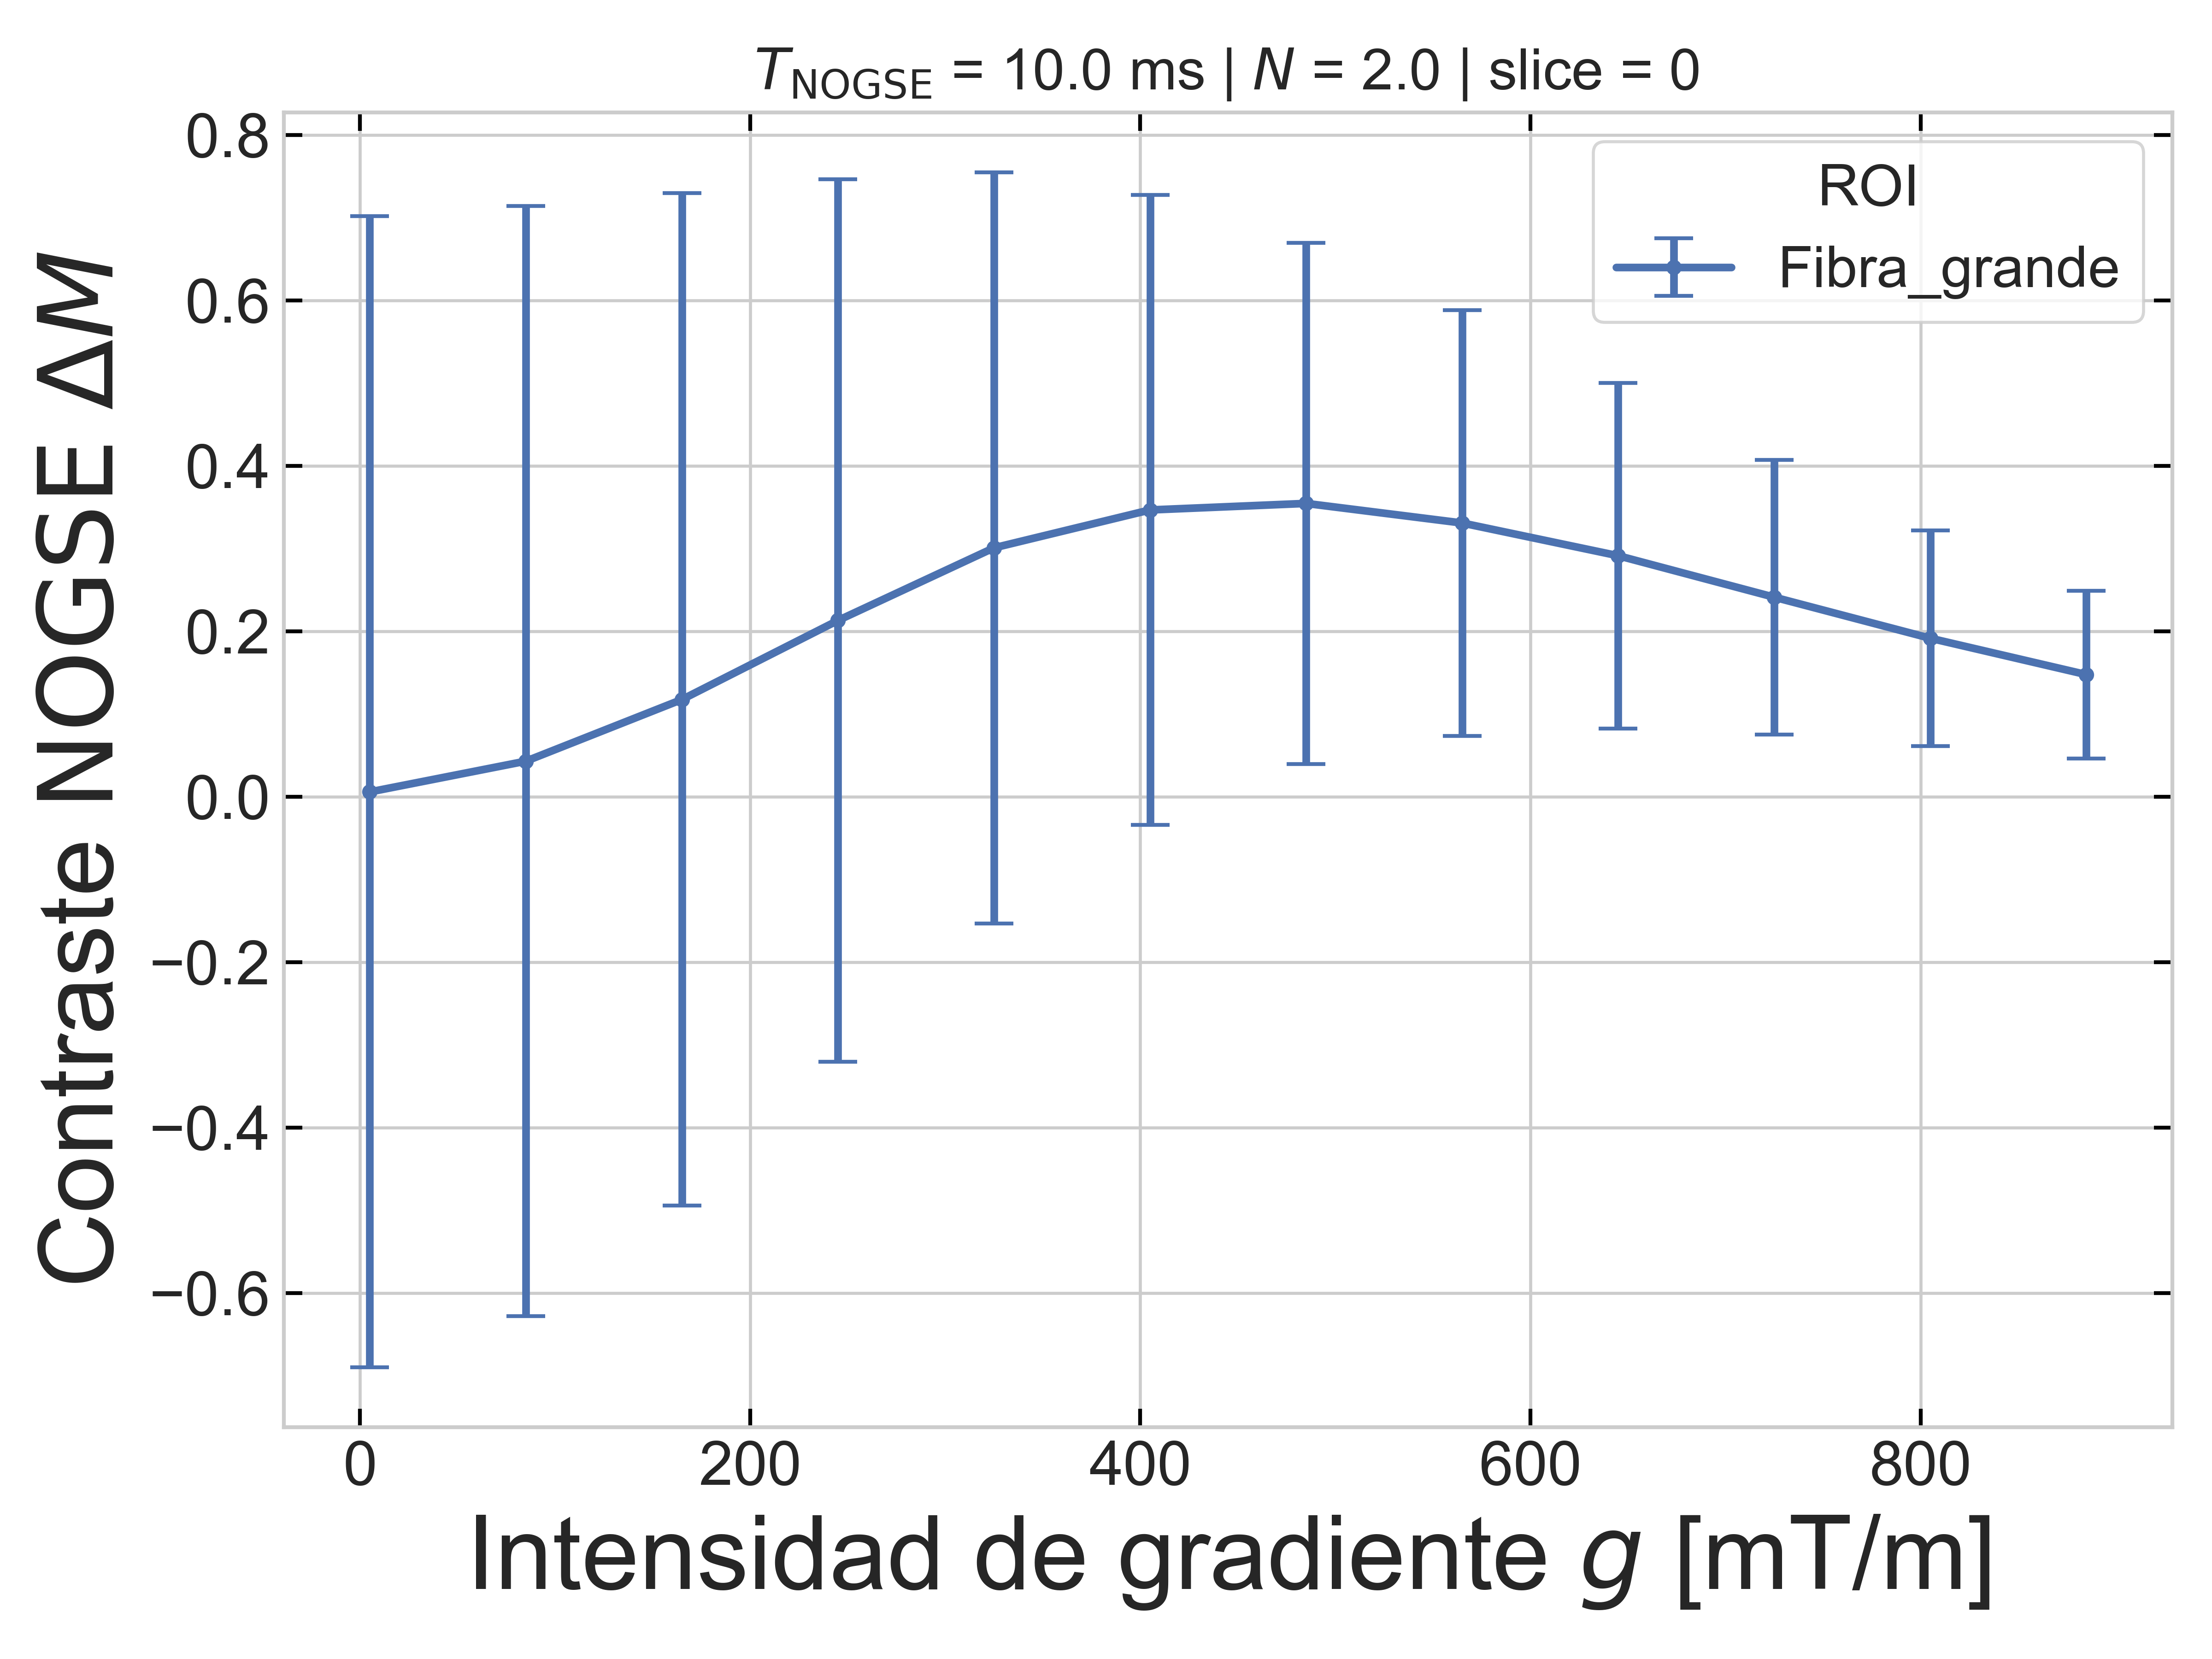 T_NOGSE = 10.0 ms | N = 2.0 | slice = 0
Contraste NOGSE ΔM
0.8
0.6
0.4
0.2
0.0
−0.2
−0.4
−0.6
ROI
Fibra_grande
0 200 400 600 800
Intensidad de gradiente g [mT/m]